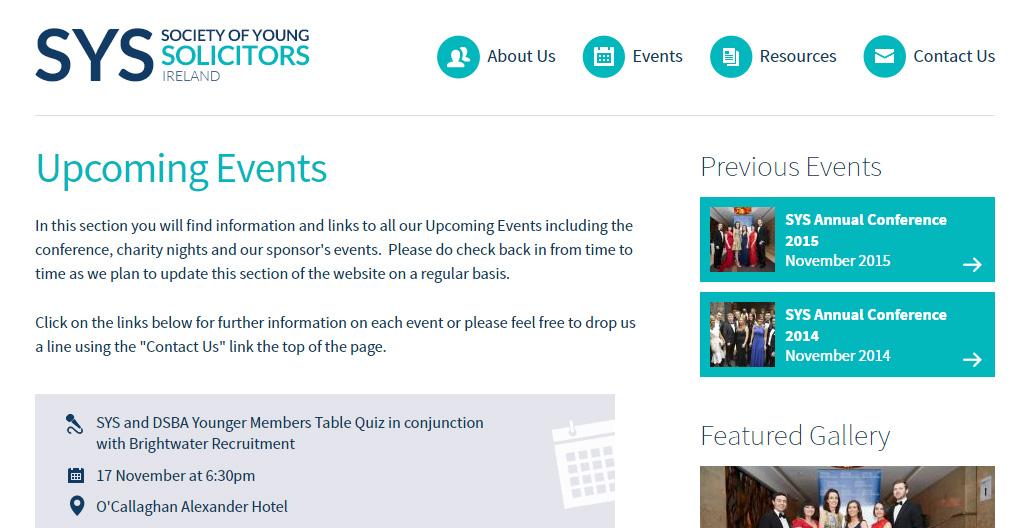 SYS
SOCIETY OF YOUNG
SOLICITORS
IRELAND
About Us
Events
Resources
Contact Us
Upcoming Events
In this section you will find information and links to all our Upcoming Events including the
conference, charity nights and our sponsor's events.  Please do check back in from time to
time as we plan to update this section of the website on a regular basis.
Click on the links below for further information on each event or please feel free to drop us
a line using the "Contact Us" link the top of the page.
SYS and DSBA Younger Members Table Quiz in conjunction
with Brightwater Recruitment
17 November at 6:30pm
O'Callaghan Alexander Hotel
Previous Events
SYS Annual Conference
2015
November 2015
SYS Annual Conference
2014
November 2014
Featured Gallery